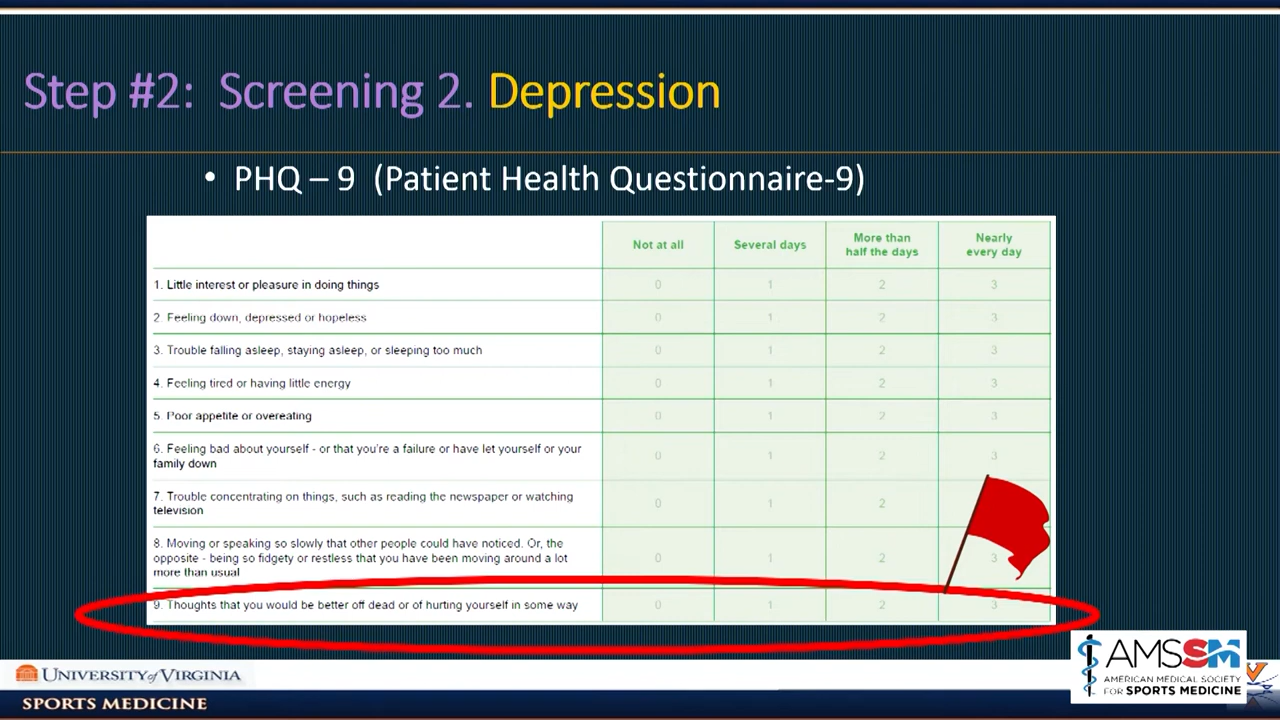 Step #2: Screening 2. Depression
• PHQ – 9 (Patient Health Questionnaire-9)
Not at all
Several days
More than
half the days
Nearly
every day
1. Little interest or pleasure in doing things 0 1 2 3
2. Feeling down, depressed or hopeless 0 1 2 3
3. Trouble falling asleep, staying asleep, or sleeping too much 0 1 2 3
4. Feeling tired or having little energy 0 1 2 3
5. Poor appetite or overeating 0 1 2 3
6. Feeling bad about yourself - or that you're a failure or have let yourself or your
family down 0 1 2 3
7. Trouble concentrating on things, such as reading the newspaper or watching
television 0 1 2
8. Moving or speaking so slowly that other people could have noticed. Or, the
opposite - being so fidgety or restless that you have been moving around a lot
more than usual 0 1 2 3
9. Thoughts that you would be better off dead or of hurting yourself in some way 0 1 2 3
UNIVERSITY of VIRGINIA
SPORTS MEDICINE
AMSSM
AMERICAN MEDICAL SOCIETY
FOR SPORTS MEDICINE